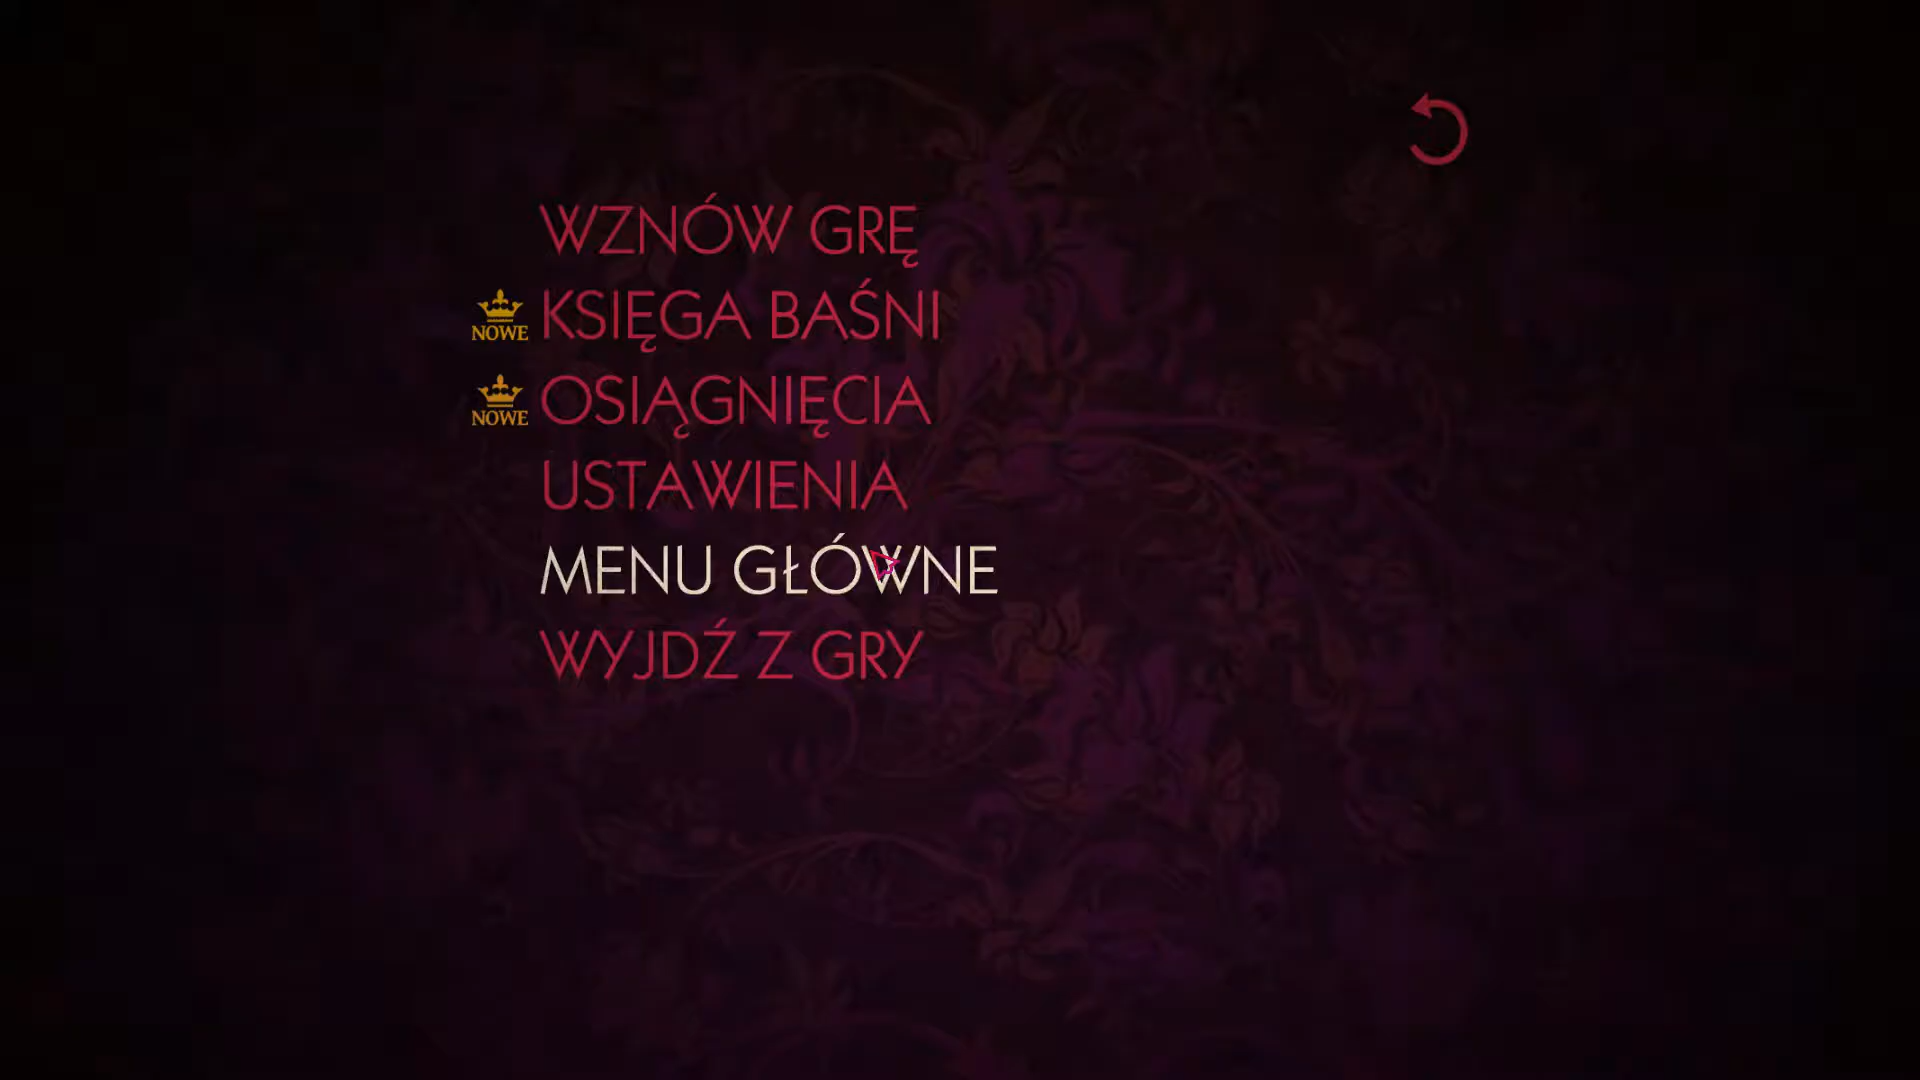 WZNÓW GRĘ
NOWE KSIĘGA BAŚNI
NOWE OSIĄGNIĘCIA
USTAWIENIA
MENU GŁÓWNE
WYJDŹ Z GRY